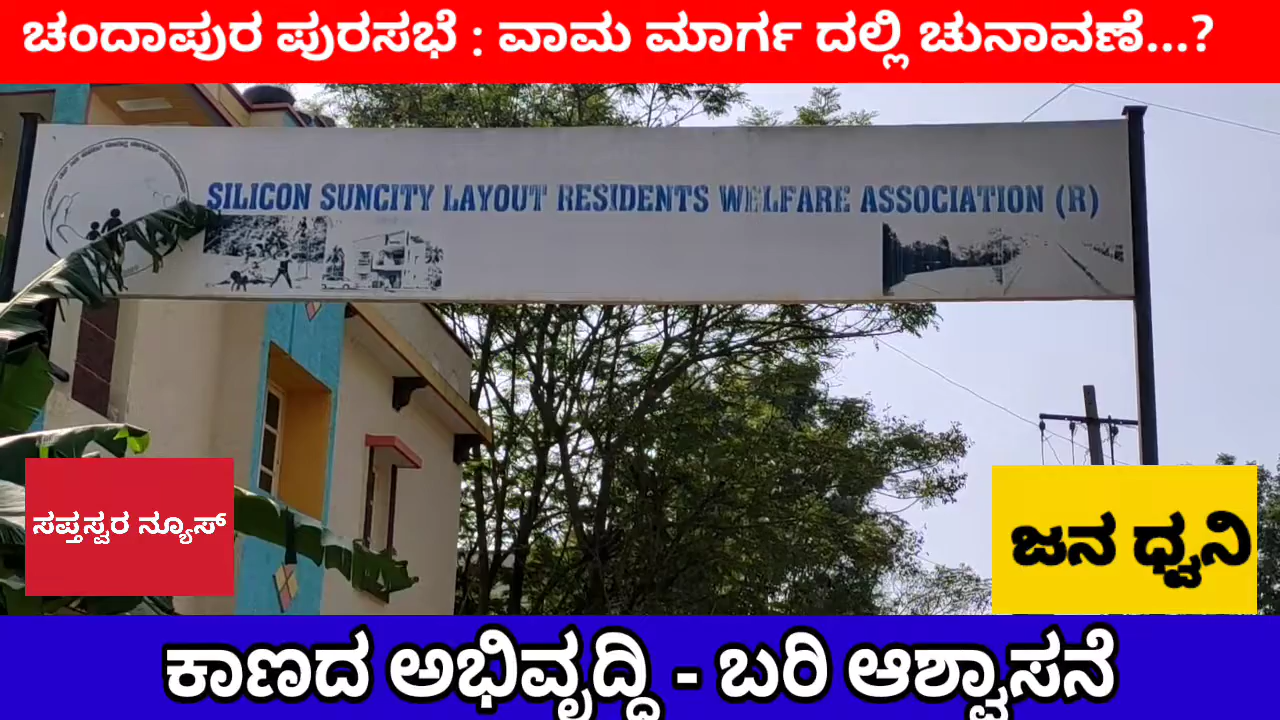 ಚಂದಾಪುರ ಪುರಸಭೆ : ವಾಮ ಮಾರ್ಗ ದಲ್ಲಿ ಚುನಾವಣೆ...?
SILICON SUNCITY LAYOUT RESIDENTS WELFARE ASSOCIATION (R)
ಸಪ್ತಸ್ವರ ನ್ಯೂಸ್
ಜನ ಧ್ವನಿ
ಕಾಣದ ಅಭಿವೃದ್ಧಿ - ಬರಿ ಆಶ್ವಾಸನೆ